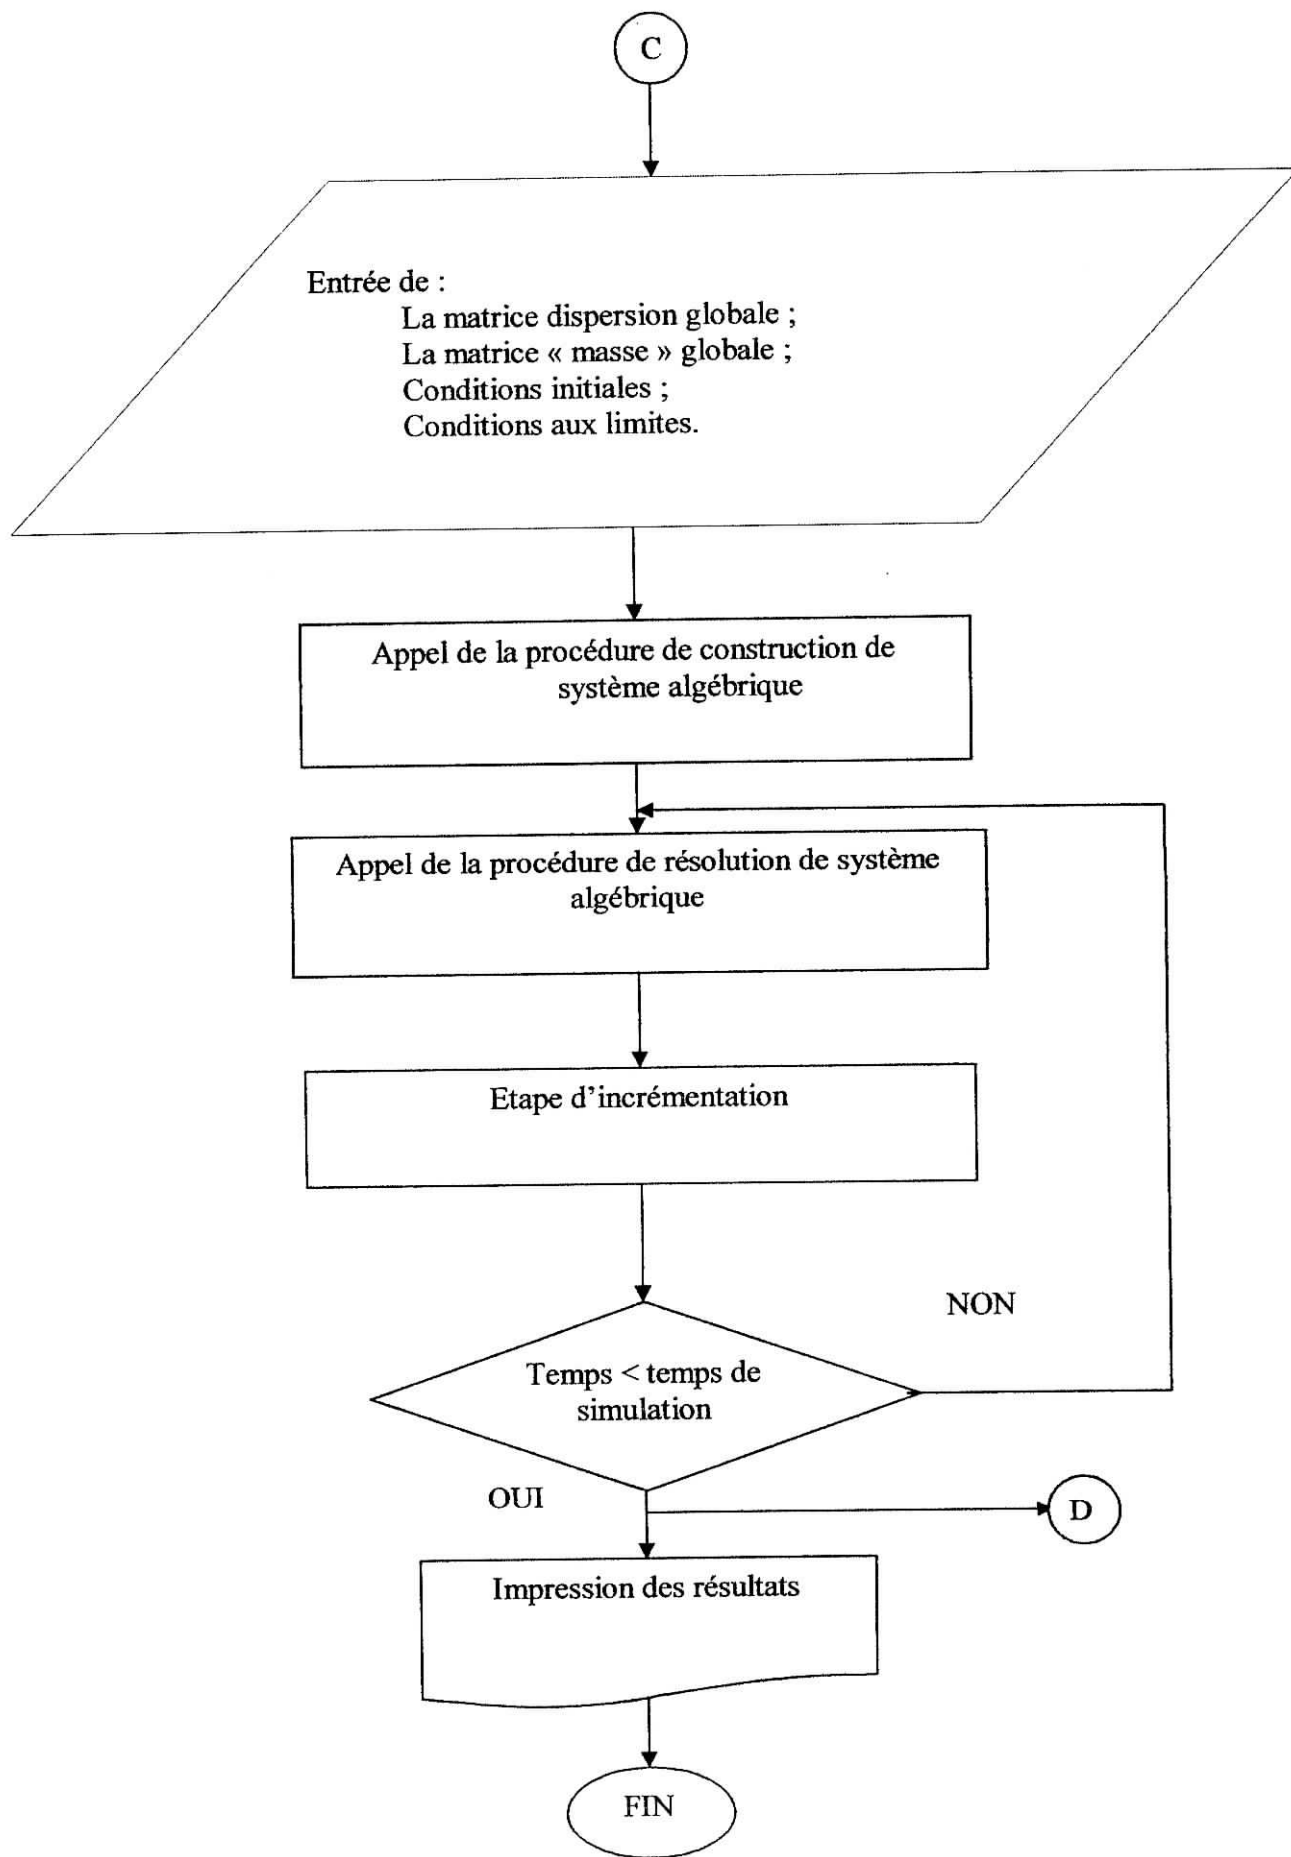 C
Entrée de :
La matrice dispersion globale ;
La matrice « masse » globale ;
Conditions initiales ;
Conditions aux limites.
Appel de la procédure de construction de
système algébrique
Appel de la procédure de résolution de système
algébrique
Etape d'incrémentation
NON
Temps < temps de
simulation
OUI
D
Impression des résultats
FIN